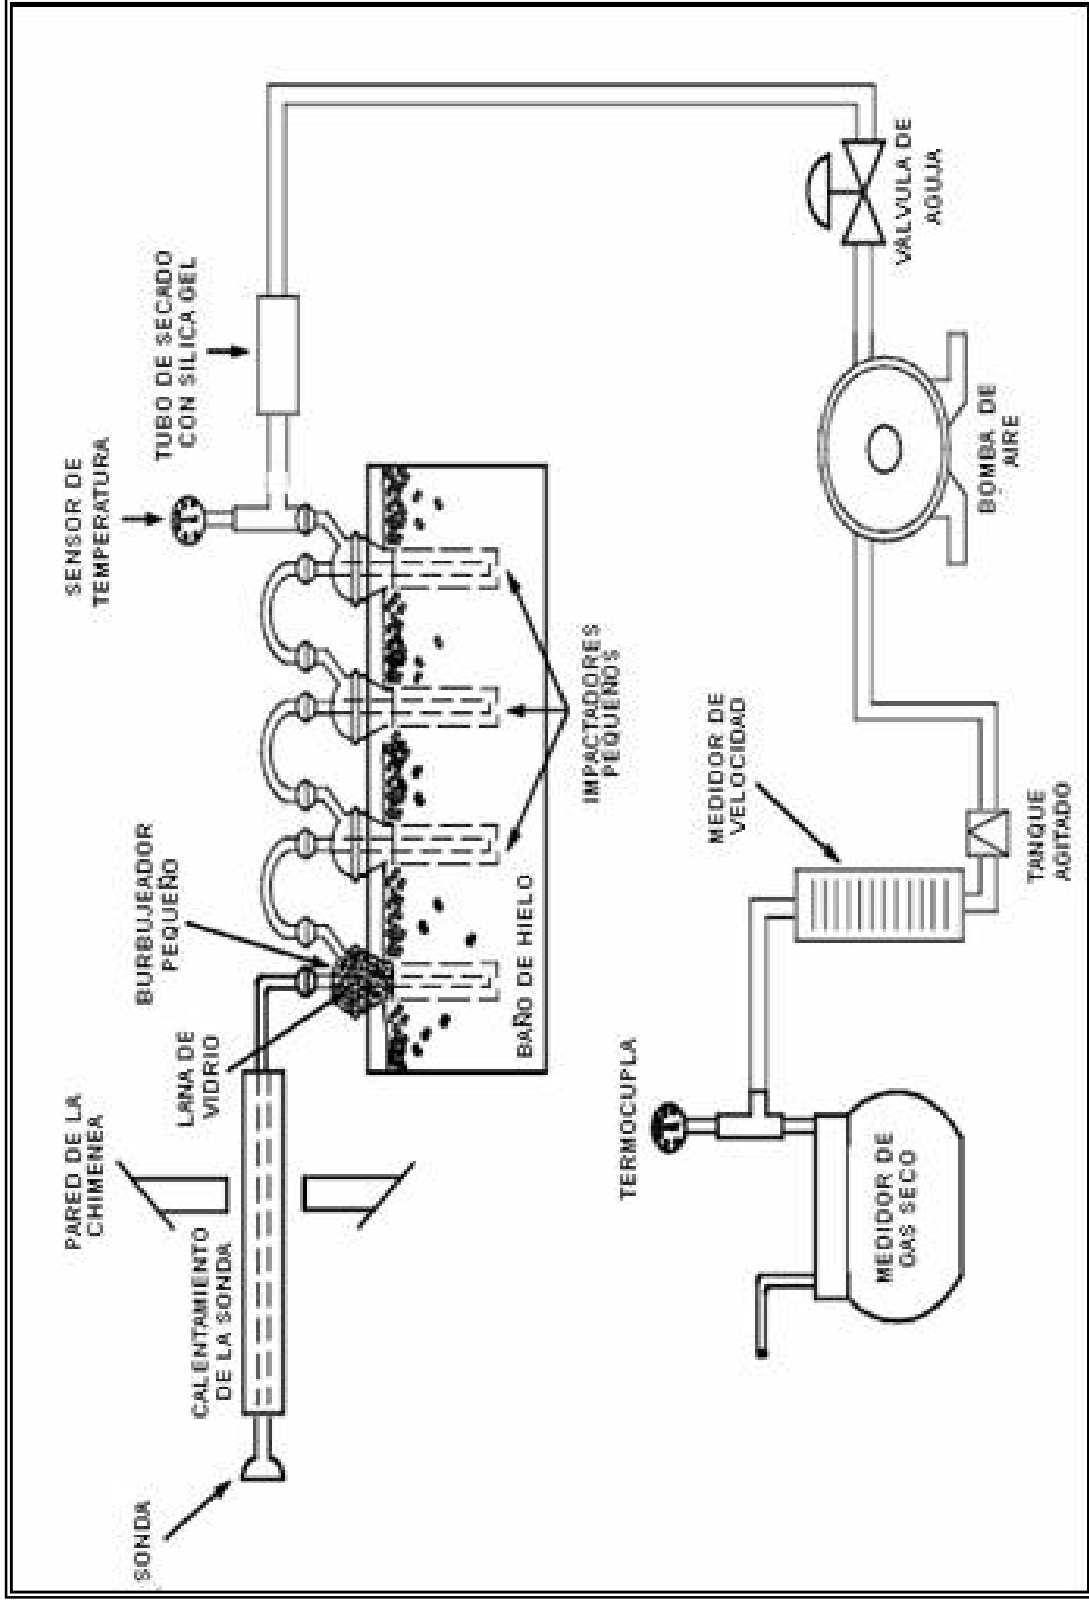 SONDA
PARED DE LA
CHIMENEA
CALENTAMIENTO
DE LA SONDA
LANA DE
VIDRIO
BURBUJEADOR
PEQUEÑO
SENSOR DE
TEMPERATURA
TUBO DE SECADO
CON SILICA GEL
BAÑO DE HIELO
IMPACTADORES
PEQUEÑOS
VALVULA DE
AGUJA
TERMOCUPLA
MEDIDOR DE
VELOCIDAD
MEDIDOR DE
GAS SECO
TANQUE
AGITADO
BOMBA DE
AIRE